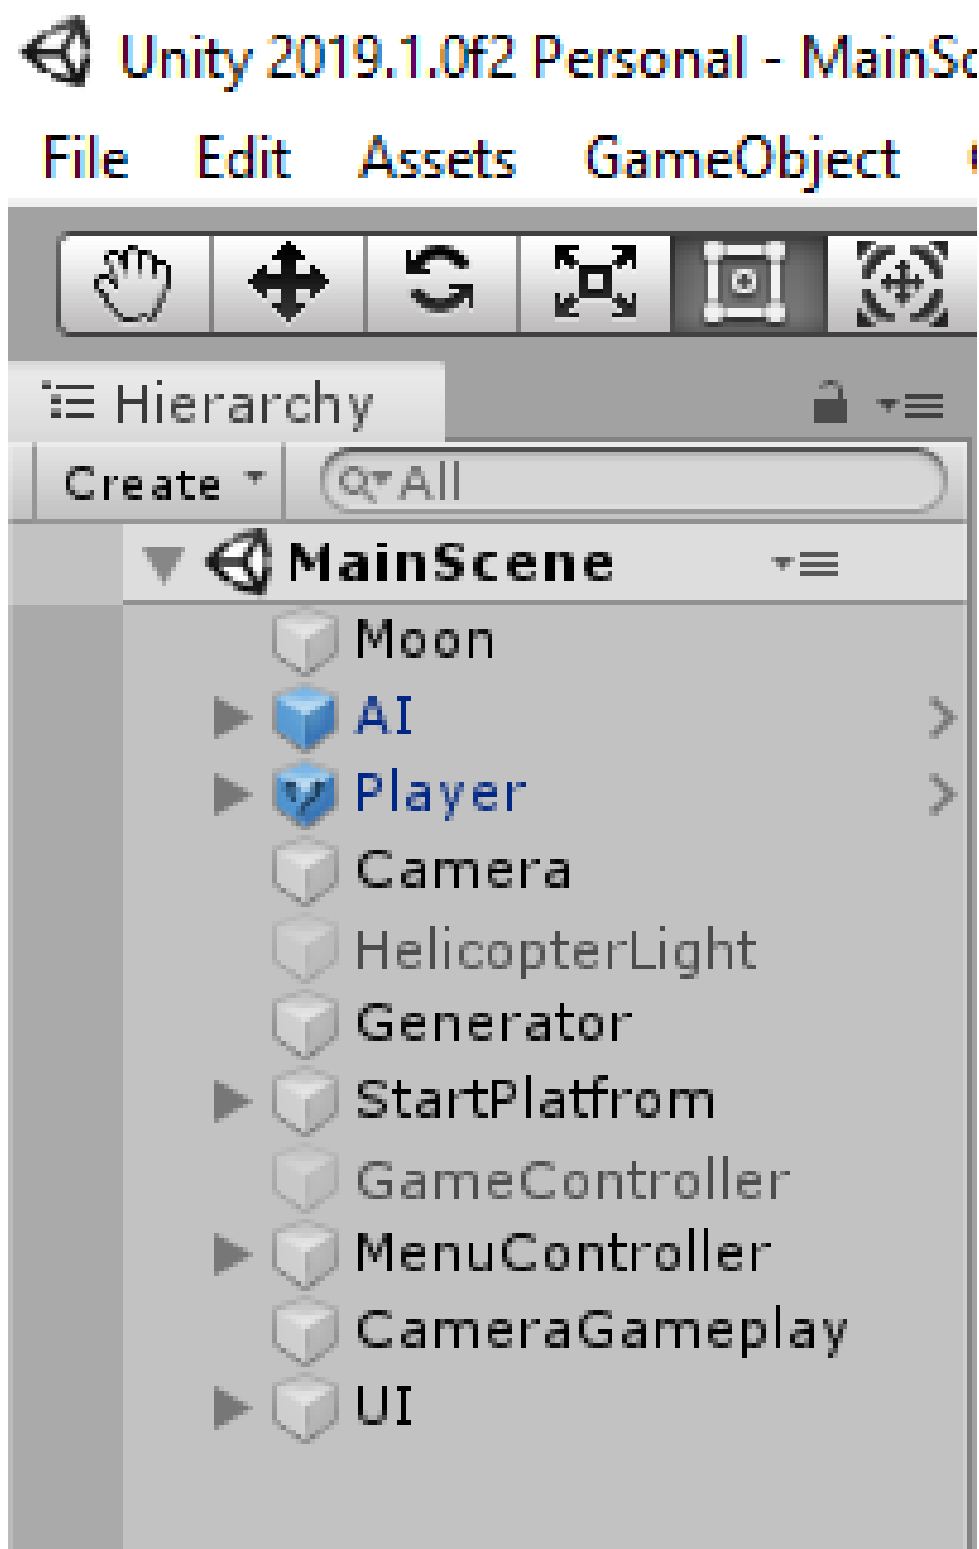 Unity 2019.1.0f2 Personal - MainSc
File Edit Assets GameObject
Hierarchy
Create All
MainScene
Moon
AI
Player
Camera
HelicopterLight
Generator
StartPlatfrom
GameController
MenuController
CameraGameplay
UI